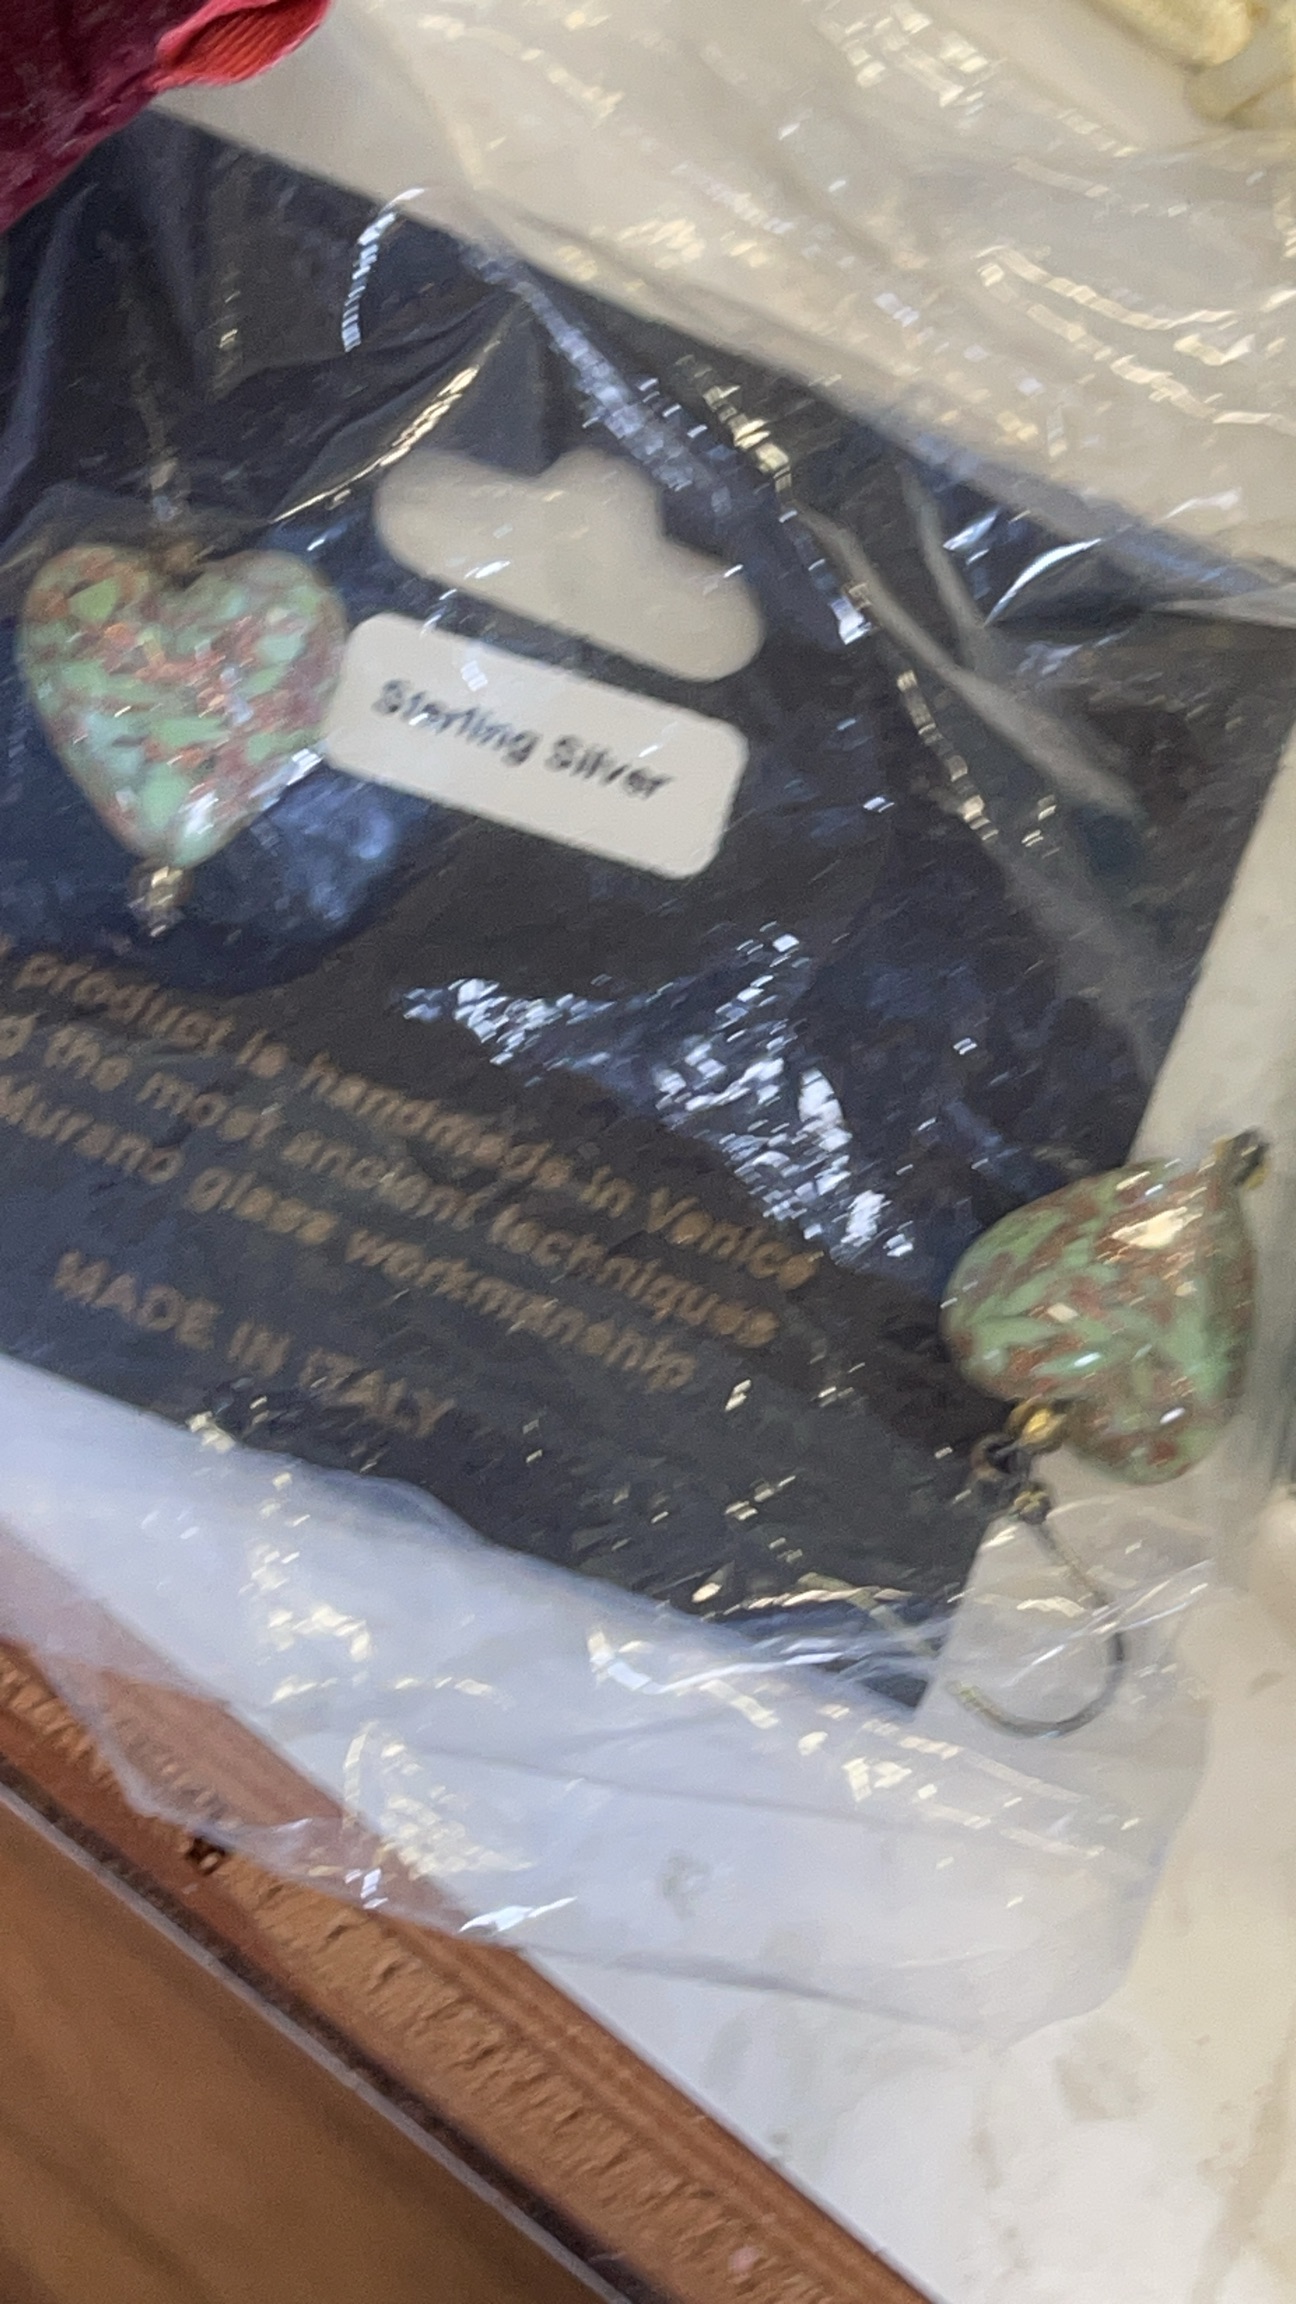 Sterling Silver
product is handmade in Venice
the most ancient techniques
Murano glass workmanship
MADE IN ITALY